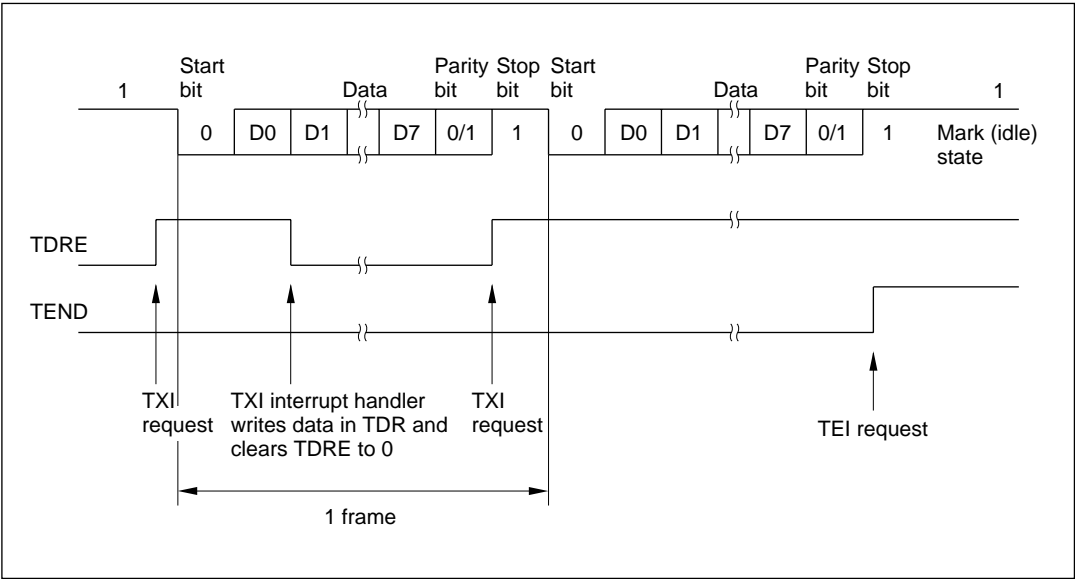 1
Start bit
Data
Parity bit
Stop bit
Start bit
Data
Parity bit
Stop bit
1
0 D0 D1 D7 0/1 1 0 D0 D1 D7 0/1 1
Mark (idle)
state
TDRE
TEND
TXI
request
TXI interrupt handler
writes data in TDR and
clears TDRE to 0
TXI
request
TEI request
1 frame